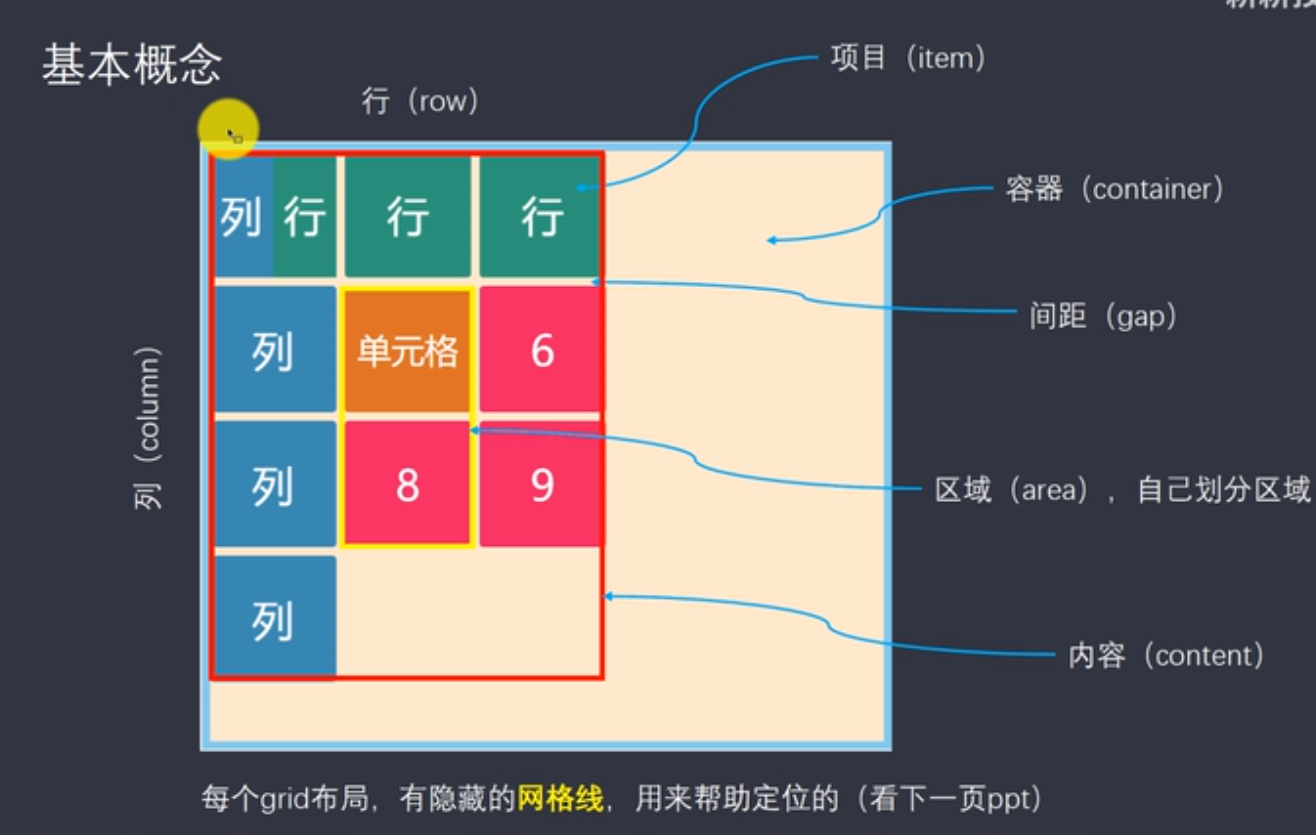 基本概念
项目（item）
行（row）
容器（container）
列 行 行 行
间距（gap）
列 单元格 6
列（column）
列 8 9
区域（area），自己划分区域
列
内容（content）
每个grid布局，有隐藏的网格线，用来帮助定位的（看下一页ppt）